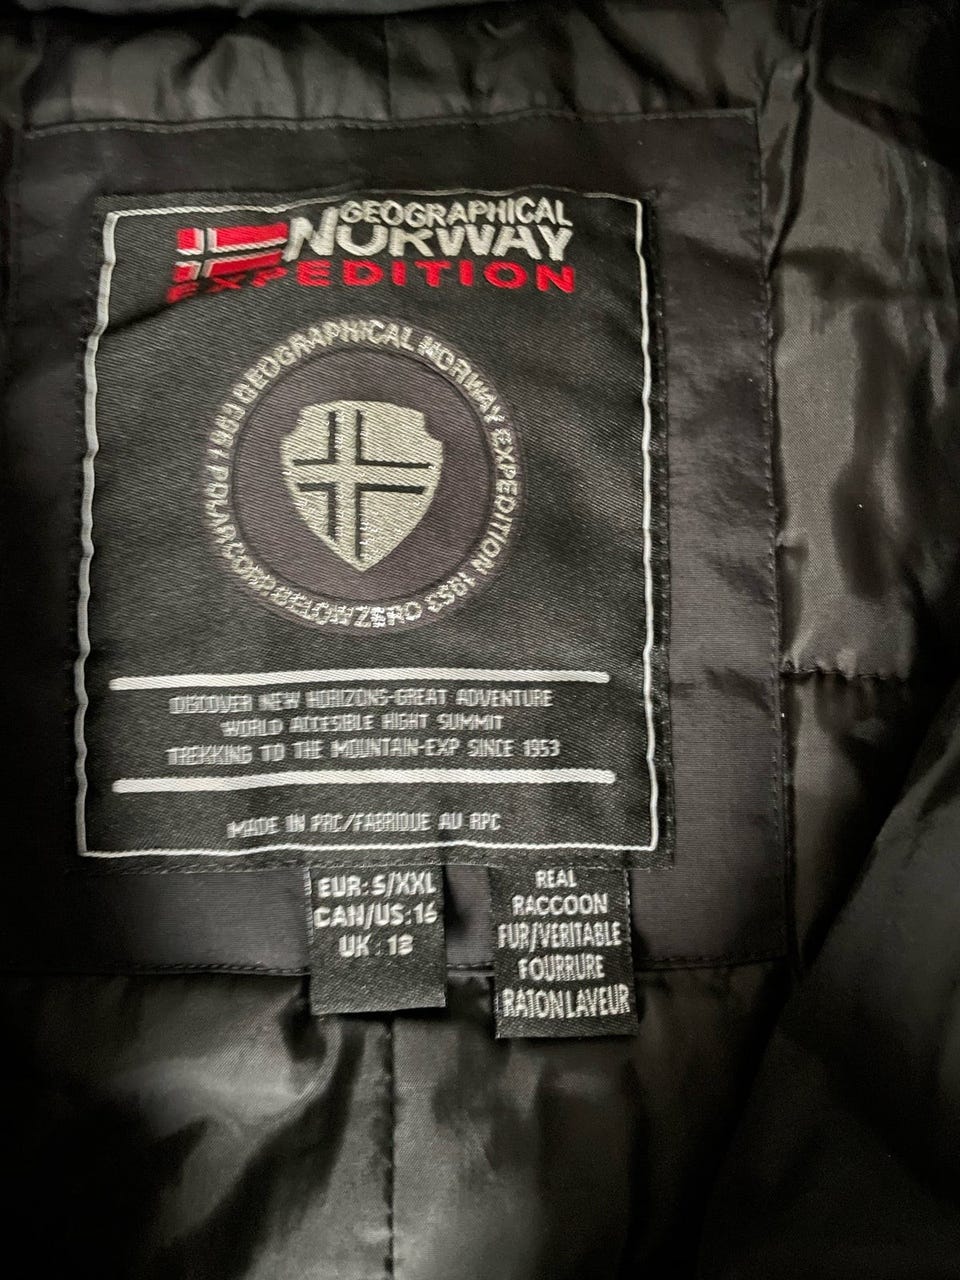 GEOGRAPHICAL
NORWAY
EXPEDITION
GEOGRAPHICAL NORWAY EXPEDITION 1953
BELOW ZERO
DISCOVER NEW HORIZONS-GREAT ADVENTURE
WORLD ACCESIBLE HIGHT SUMMIT
TREKKING TO THE MOUNTAIN-EXP SINCE 1953
MADE IN PRC/FABRIQUE AU RPC
EUR: 5/XXL
CAN/US: 16
UK: 18
REAL
RACCOON
FUR/VERITABLE
FOURRURE
RATON LAVEUR